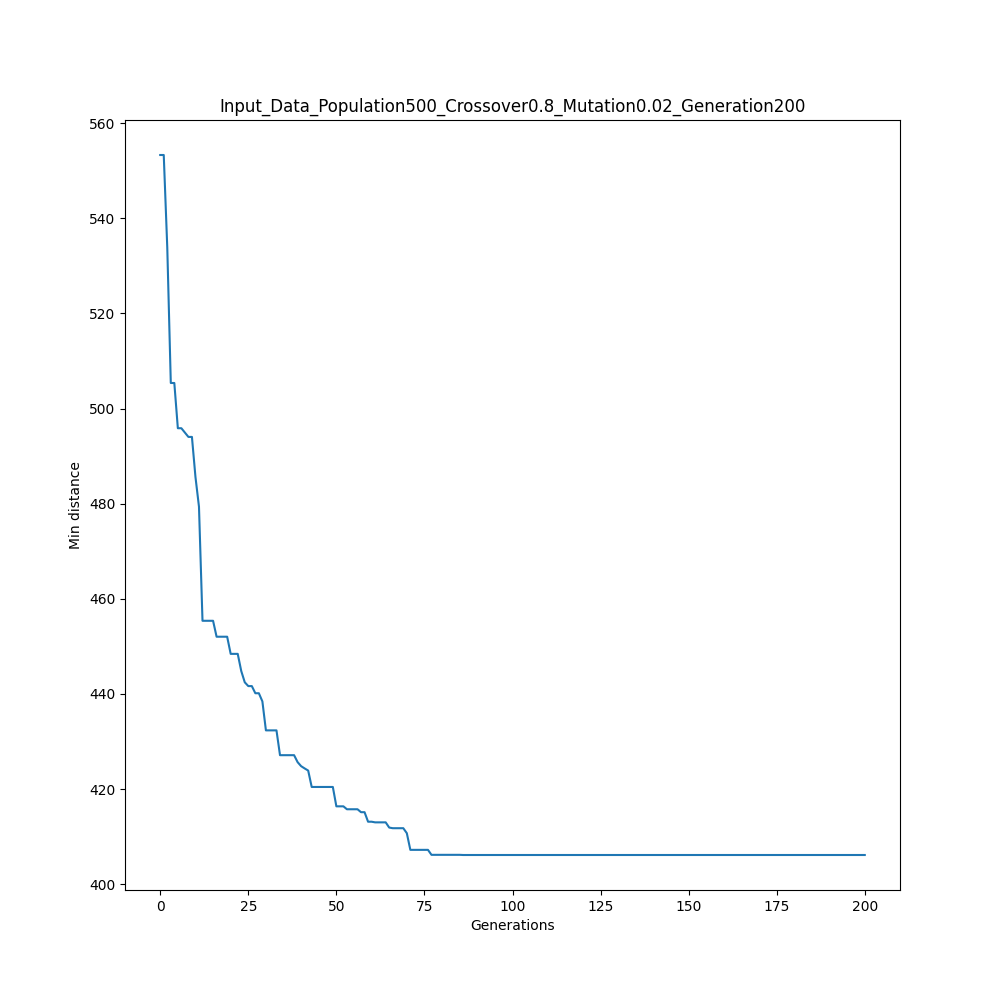 Input_Data_Population500_Crossover0.8_Mutation0.02_Generation200
560
540
520
500
480
460
440
420
400
Min distance
0 25 50 75 100 125 150 175 200
Generations